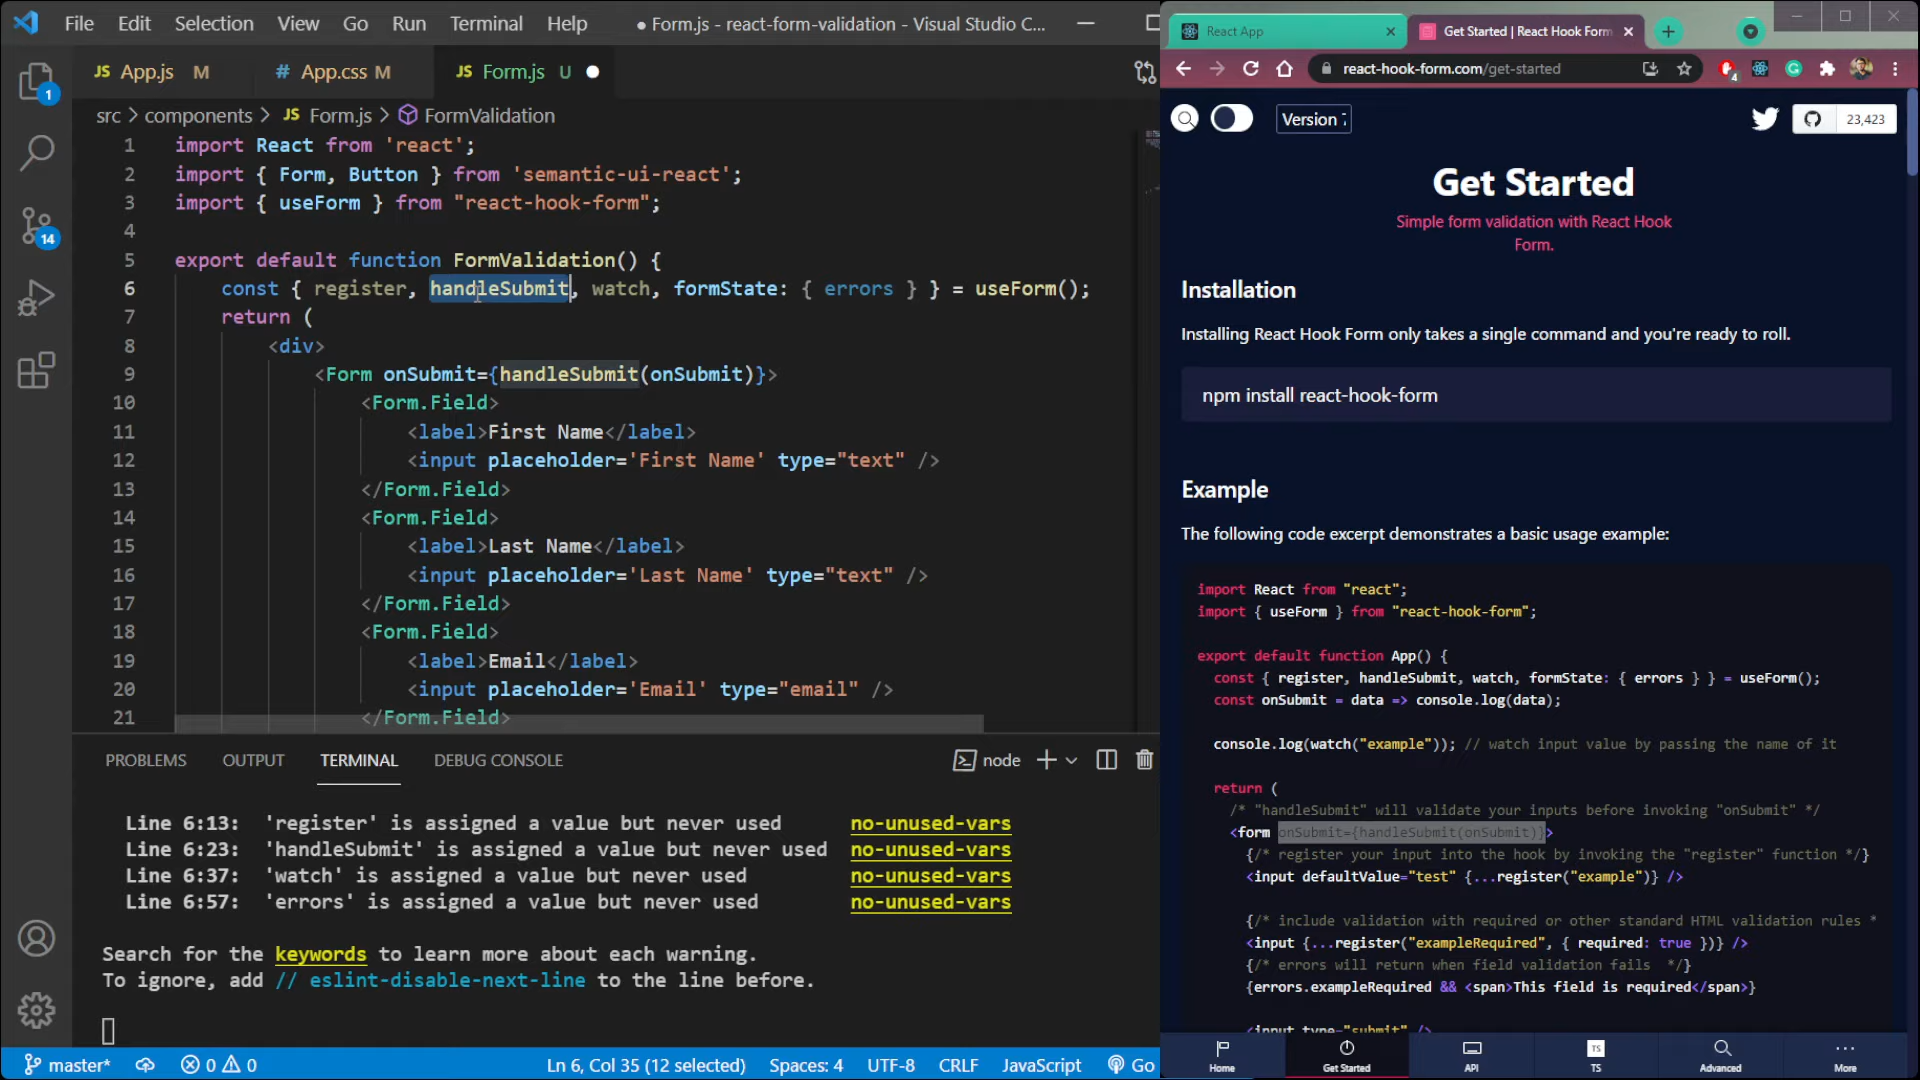 File Edit Selection View Go Run Terminal Help ● Form.js - react-form-validation - Visual Studio C...
JS App.js M # App.css M JS Form.js U
src > components > JS Form.js > FormValidation
1 import React from 'react';
2 import { Form, Button } from 'semantic-ui-react';
3 import { useForm } from "react-hook-form";
4
5 export default function FormValidation() {
6 const { register, handleSubmit, watch, formState: { errors } } = useForm();
7 return (
8 <div>
9 <Form onSubmit={handleSubmit(onSubmit)}>
10 <Form.Field>
11 <label>First Name</label>
12 <input placeholder='First Name' type="text" />
13 </Form.Field>
14 <Form.Field>
15 <label>Last Name</label>
16 <input placeholder='Last Name' type="text" />
17 </Form.Field>
18 <Form.Field>
19 <label>Email</label>
20 <input placeholder='Email' type="email" />
21 </Form.Field>
1
14
PROBLEMS OUTPUT TERMINAL DEBUG CONSOLE node
Line 6:13: 'register' is assigned a value but never used no-unused-vars
Line 6:23: 'handleSubmit' is assigned a value but never used no-unused-vars
Line 6:37: 'watch' is assigned a value but never used no-unused-vars
Line 6:57: 'errors' is assigned a value but never used no-unused-vars
Search for the keywords to learn more about each warning.
To ignore, add // eslint-disable-next-line to the line before.
master* 0 0 Ln 6, Col 35 (12 selected) Spaces: 4 UTF-8 CRLF JavaScript Go
React App Get Started | React Hook Form
react-hook-form.com/get-started 4
Version 7 23,423
Get Started
Simple form validation with React Hook
Form.
Installation
Installing React Hook Form only takes a single command and you're ready to roll.
npm install react-hook-form
Example
The following code excerpt demonstrates a basic usage example:
import React from "react";
import { useForm } from "react-hook-form";
export default function App() {
const { register, handleSubmit, watch, formState: { errors } } = useForm();
const onSubmit = data => console.log(data);
console.log(watch("example")); // watch input value by passing the name of it
return (
/* "handleSubmit" will validate your inputs before invoking "onSubmit" */
<form onSubmit={handleSubmit(onSubmit)}>
{/* register your input into the hook by invoking the "register" function */}
<input defaultValue="test" {...register("example")} />
{/* include validation with required or other standard HTML validation rules *
<input {...register("exampleRequired", { required: true })} />
{/* errors will return when field validation fails */}
{errors.exampleRequired && <span>This field is required</span>}
<input type="submit" />
Home Get Started API TS TS Advanced More